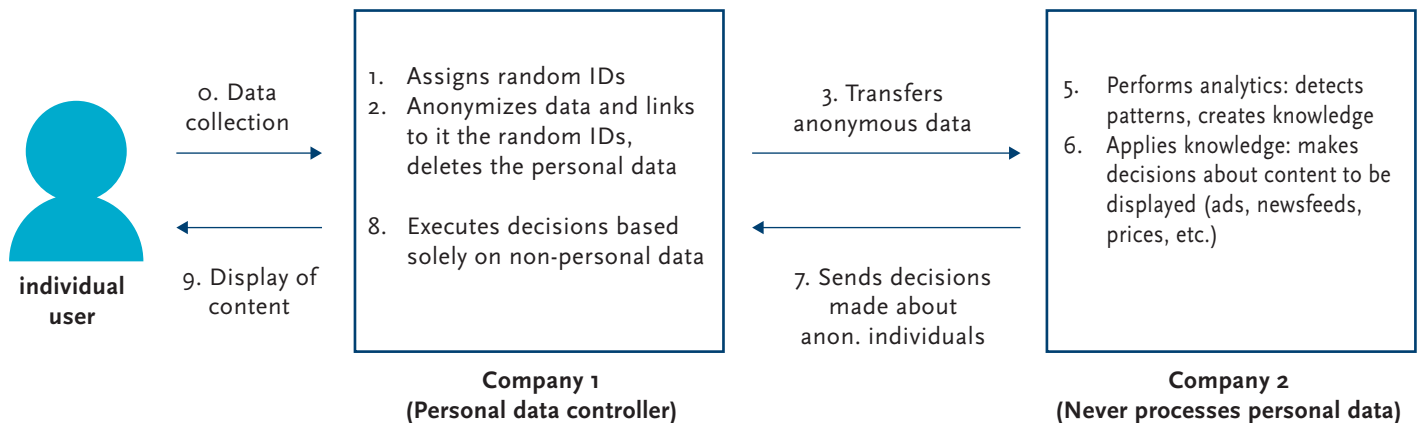 individual
user
0. Data
collection
9. Display of
content
1. Assigns random IDs
2. Anonymizes data and links
to it the random IDs,
deletes the personal data
8. Executes decisions based
solely on non-personal data
Company 1
(Personal data controller)
3. Transfers
anonymous data
7. Sends decisions
made about
anon. individuals
5. Performs analytics: detects
patterns, creates knowledge
6. Applies knowledge: makes
decisions about content to be
displayed (ads, newsfeeds,
prices, etc.)
Company 2
(Never processes personal data)